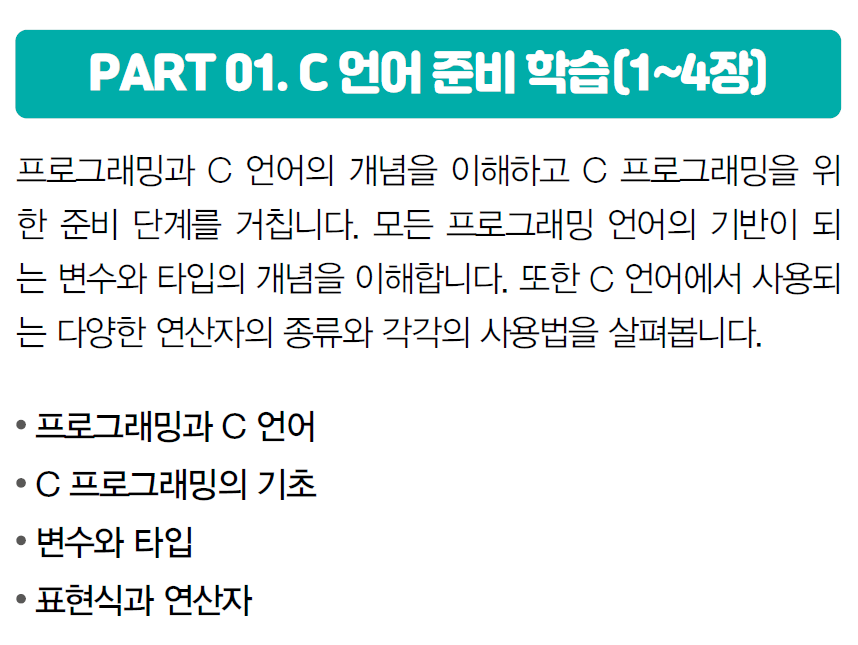 PART 01. C 언어 준비 학습(1~4장)
프로그래밍과 C 언어의 개념을 이해하고 C 프로그래밍을 위
한 준비 단계를 거칩니다. 모든 프로그래밍 언어의 기반이 되
는 변수와 타입의 개념을 이해합니다. 또한 C 언어에서 사용되
는 다양한 연산자의 종류와 각각의 사용법을 살펴봅니다.
• 프로그래밍과 C 언어
• C 프로그래밍의 기초
• 변수와 타입
• 표현식과 연산자